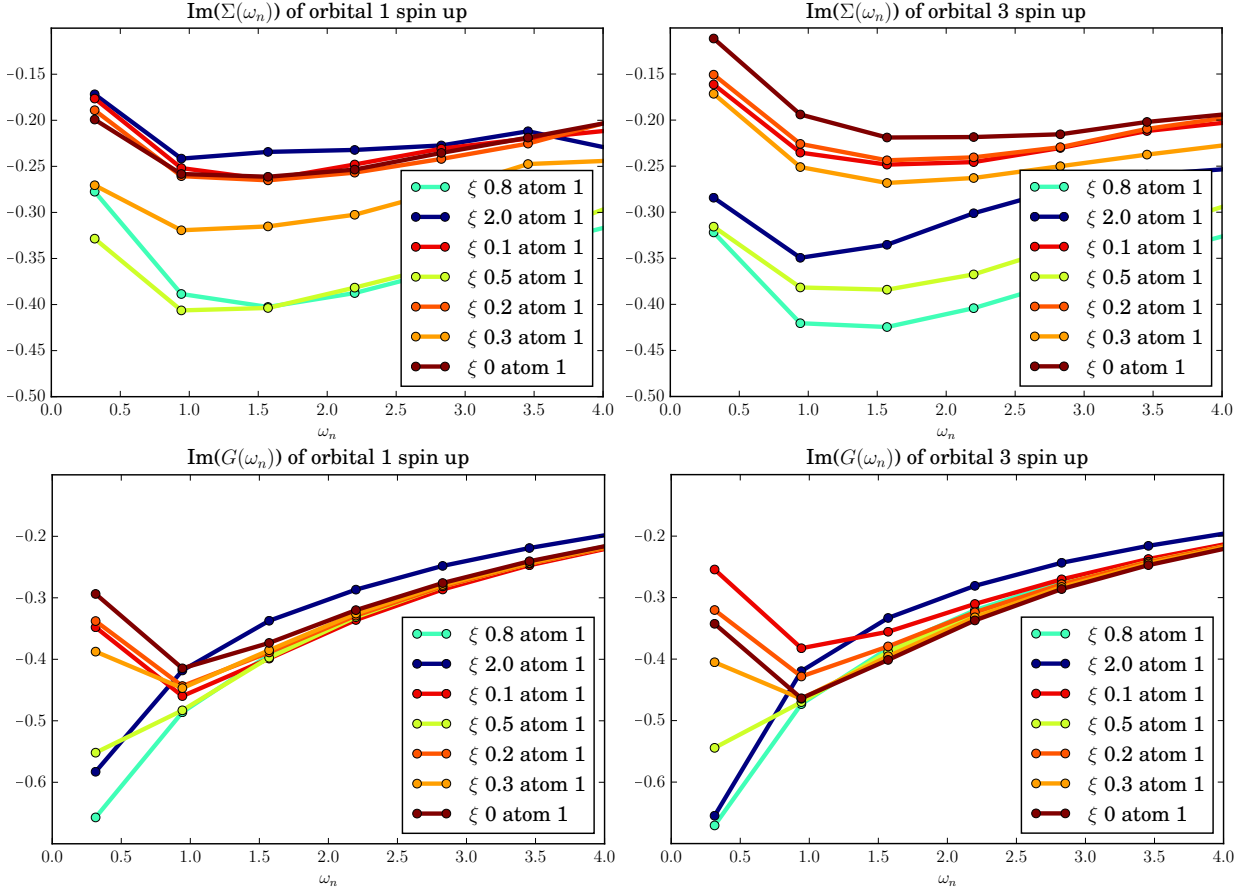 Im(Σ(ω_n)) of orbital 1 spin up
−0.15
−0.20
−0.25
−0.30
−0.35
−0.40
−0.45
−0.50
0.0 0.5 1.0 1.5 2.0 2.5 3.0 3.5 4.0
ω_n
ξ 0.8 atom 1
ξ 2.0 atom 1
ξ 0.1 atom 1
ξ 0.5 atom 1
ξ 0.2 atom 1
ξ 0.3 atom 1
ξ 0 atom 1
Im(Σ(ω_n)) of orbital 3 spin up
−0.15
−0.20
−0.25
−0.30
−0.35
−0.40
−0.45
−0.50
0.0 0.5 1.0 1.5 2.0 2.5 3.0 3.5 4.0
ω_n
ξ 0.8 atom 1
ξ 2.0 atom 1
ξ 0.1 atom 1
ξ 0.5 atom 1
ξ 0.2 atom 1
ξ 0.3 atom 1
ξ 0 atom 1
Im(G(ω_n)) of orbital 1 spin up
−0.2
−0.3
−0.4
−0.5
−0.6
0.0 0.5 1.0 1.5 2.0 2.5 3.0 3.5 4.0
ω_n
ξ 0.8 atom 1
ξ 2.0 atom 1
ξ 0.1 atom 1
ξ 0.5 atom 1
ξ 0.2 atom 1
ξ 0.3 atom 1
ξ 0 atom 1
Im(G(ω_n)) of orbital 3 spin up
−0.2
−0.3
−0.4
−0.5
−0.6
0.0 0.5 1.0 1.5 2.0 2.5 3.0 3.5 4.0
ω_n
ξ 0.8 atom 1
ξ 2.0 atom 1
ξ 0.1 atom 1
ξ 0.5 atom 1
ξ 0.2 atom 1
ξ 0.3 atom 1
ξ 0 atom 1